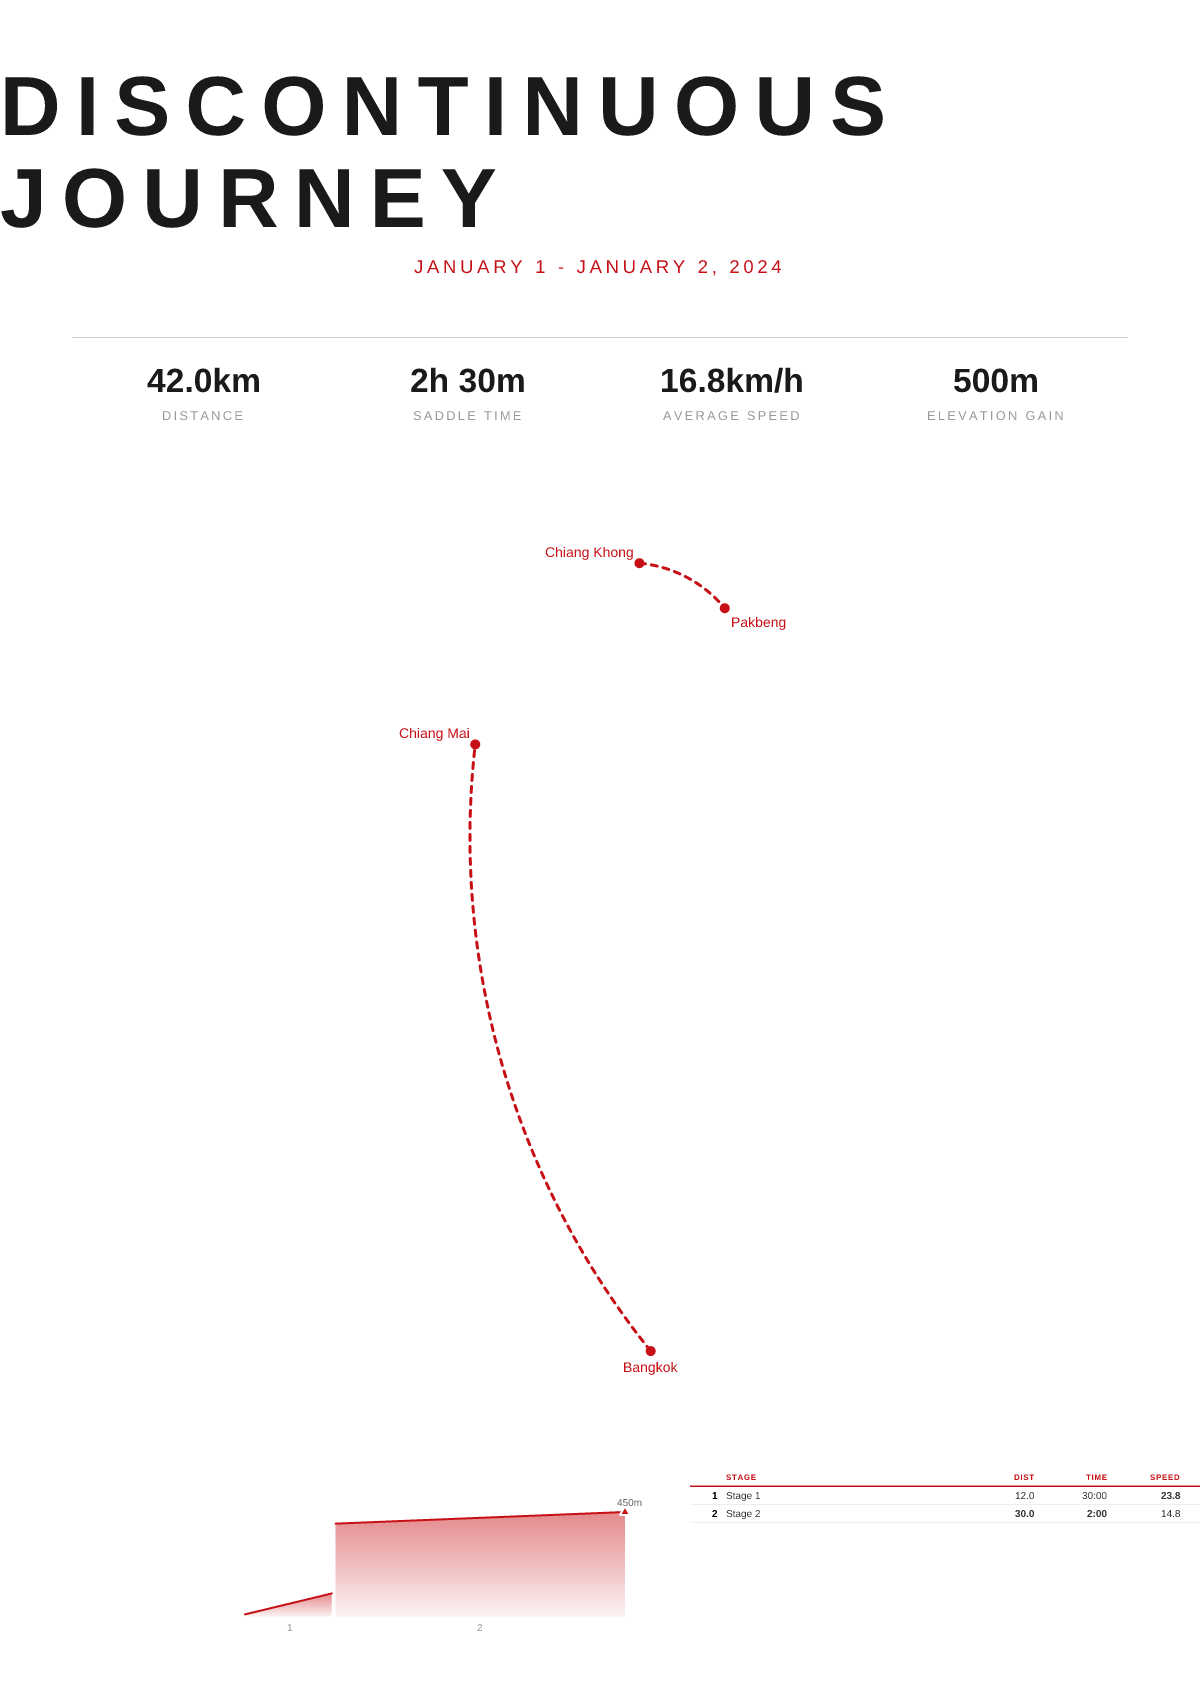 DISCONTINUOUS
JOURNEY
JANUARY 1 - JANUARY 2, 2024
42.0km 2h 30m 16.8km/h 500m
DISTANCE SADDLE TIME AVERAGE SPEED ELEVATION GAIN
Chiang Khong
Pakbeng
Chiang Mai
Bangkok
STAGE DIST TIME SPEED
1 Stage 1 12.0 30:00 23.8
2 Stage 2 30.0 2:00 14.8
450m
1 2